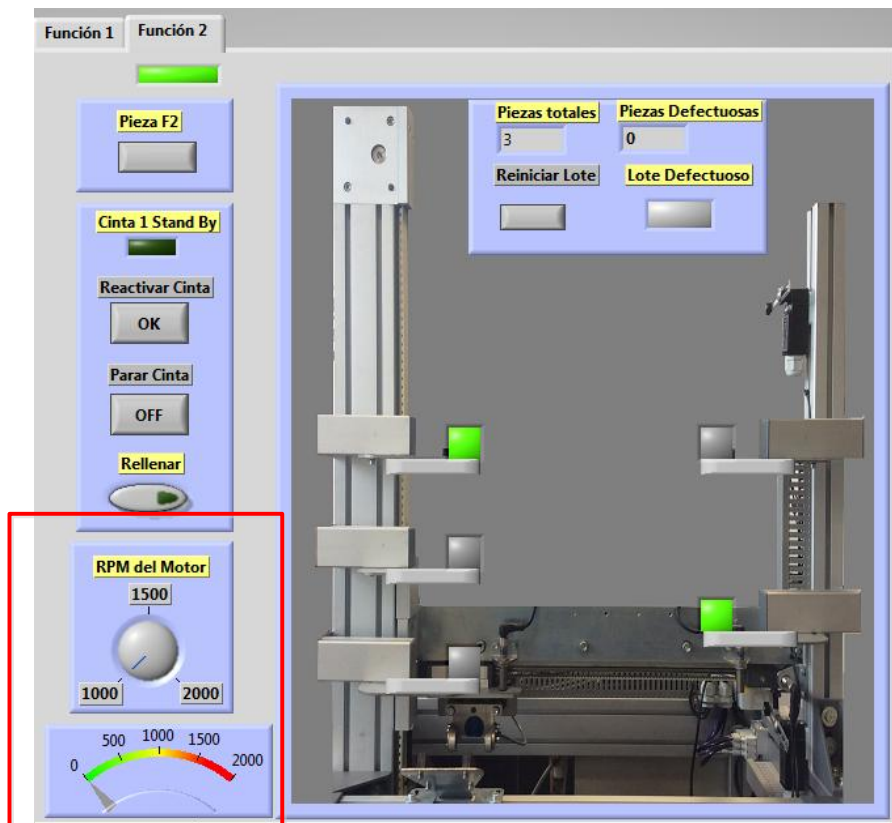 Función 1
Función 2
Pieza F2
Cinta 1 Stand By
Reactivar Cinta
OK
Parar Cinta
OFF
Rellenar
RPM del Motor
1500
1000
2000
0
500
1000
1500
2000
Piezas totales
Piezas Defectuosas
3
0
Reiniciar Lote
Lote Defectuoso